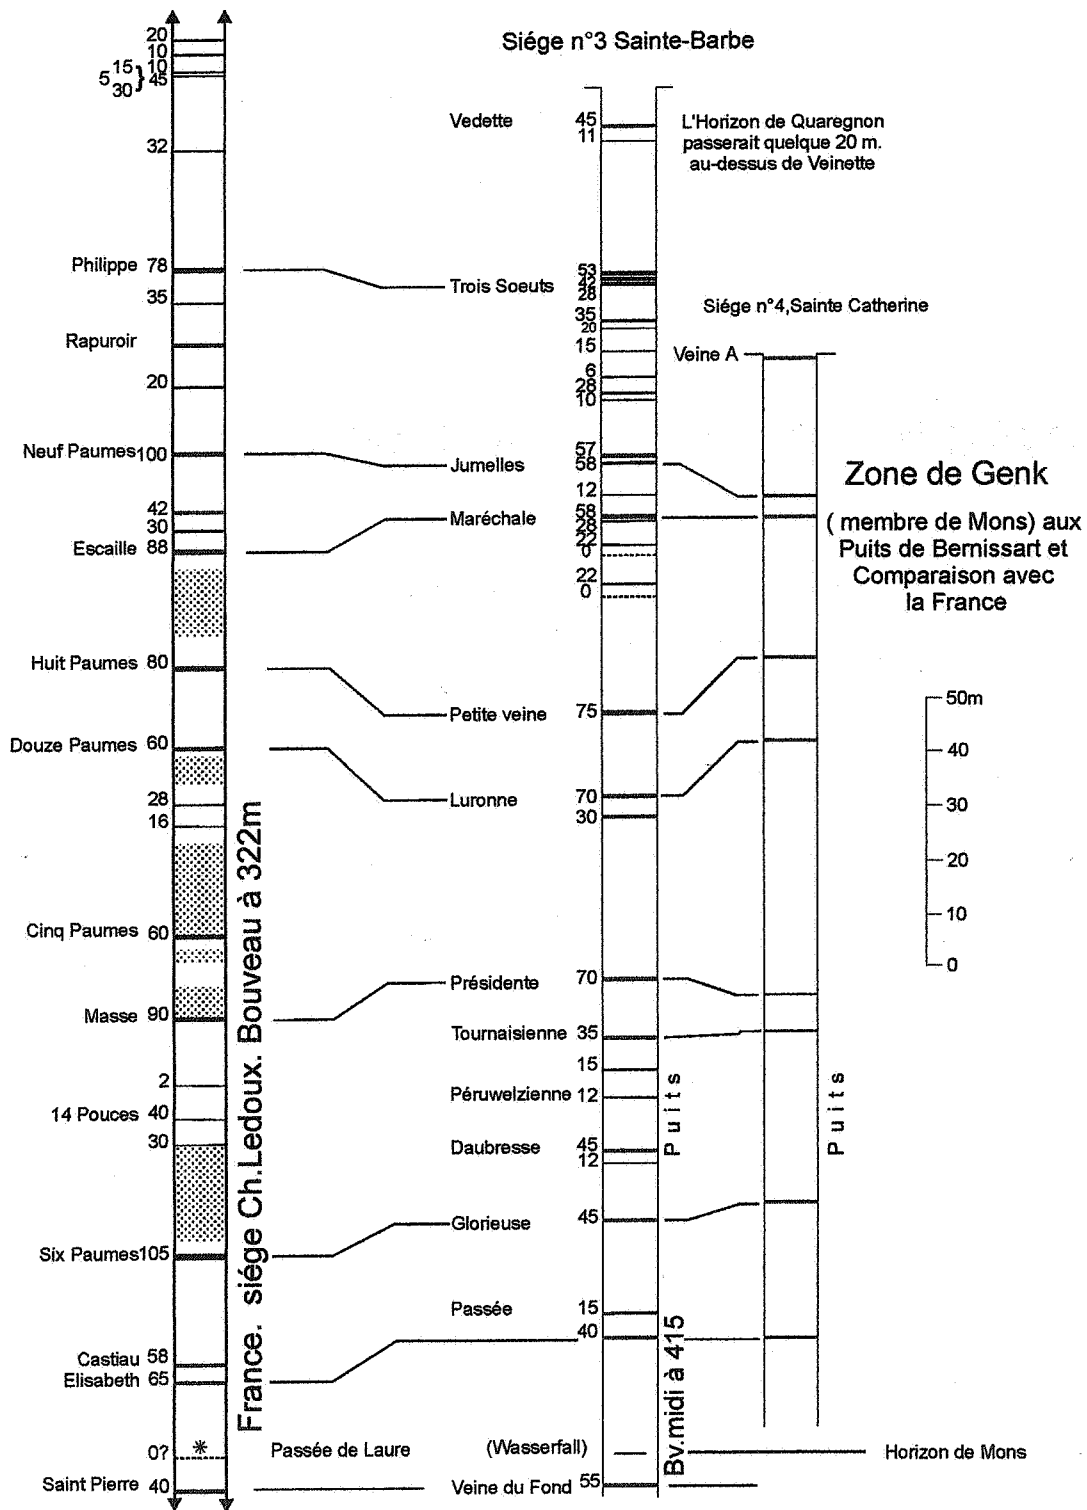 Siége n°3 Sainte-Barbe
20
10
15 10
5 } 45
30
32
Philippe 78
35
Rapuroir
20
Neuf Paumes 100
42
30
Escaille 88
Huit Paumes 80
Douze Paumes 60
28
16
Cinq Paumes 60
Masse 90
2
14 Pouces 40
30
Six Paumes 105
Castiau 58
Elisabeth 65
0? *
Saint Pierre 40
France. siége Ch.Ledoux. Bouveau à 322m
Passée de Laure
Vedette 45
11
53
42
Trois Soeuts
28
35
20
15
6
28
10
57
Jumelles 58
12
Maréchale 58
28
22
0
22
0
Petite veine 75
Luronne 70
30
Présidente 70
Tournaisienne 35
15
Péruwelzienne 12
Daubresse 45
12
Glorieuse 45
Passée 15
40
(Wasserfall)
Veine du Fond 55
Puits
Bv.midi à 415
L'Horizon de Quaregnon
passerait quelque 20 m.
au-dessus de Veinette
Siége n°4,Sainte Catherine
Veine A
Puits
Zone de Genk
( membre de Mons) aux
Puits de Bernissart et
Comparaison avec
la France
50m
40
30
20
10
0
Horizon de Mons